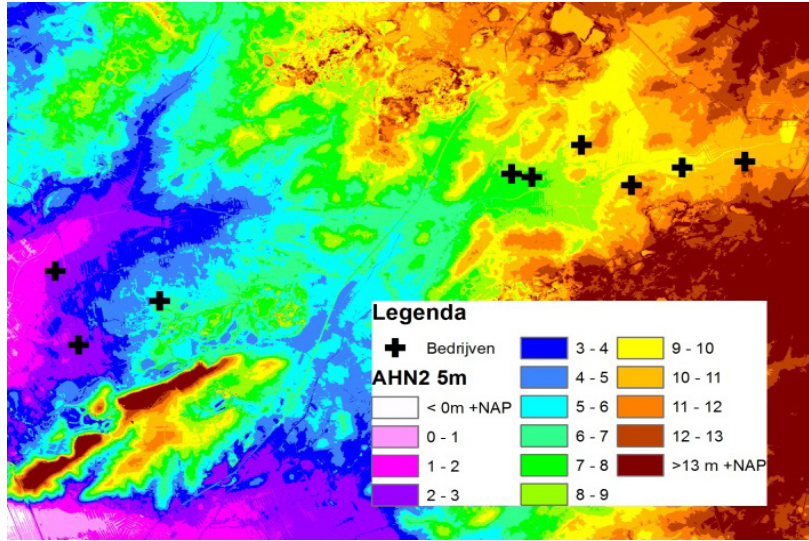 Legenda
Bedrijven
AHN2 5m
< 0m +NAP
0 - 1
1 - 2
2 - 3
3 - 4
4 - 5
5 - 6
6 - 7
7 - 8
8 - 9
9 - 10
10 - 11
11 - 12
12 - 13
>13 m +NAP